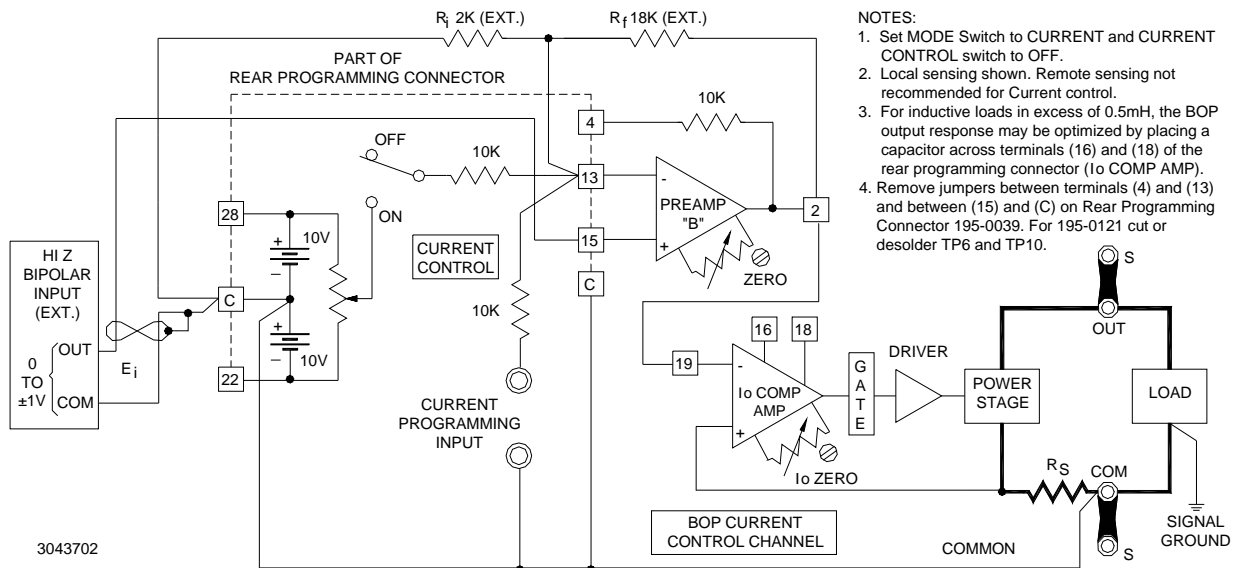 R i 2K (EXT.)
R f 18K (EXT.)
NOTES:
1. Set MODE Switch to CURRENT and CURRENT
CONTROL switch to OFF.
2. Local sensing shown. Remote sensing not
recommended for Current control.
3. For inductive loads in excess of 0.5mH, the BOP
output response may be optimized by placing a
capacitor across terminals (16) and (18) of the
rear programming connector (Io COMP AMP).
4. Remove jumpers between terminals (4) and (13)
and between (15) and (C) on Rear Programming
Connector 195-0039. For 195-0121 cut or
desolder TP6 and TP10.
PART OF
REAR PROGRAMMING CONNECTOR
4
10K
OFF
10K
13
-
PREAMP
"B"
2
ON
28
+
10V
–
CURRENT
CONTROL
15
+
ZERO
C
HI Z
BIPOLAR
INPUT
(EXT.)
OUT
0
TO
±1V
COM
E i
C
+
10V
–
22
10K
CURRENT
PROGRAMMING
INPUT
16
18
19
-
Io COMP
AMP
+
Io ZERO
GATE
DRIVER
POWER
STAGE
S
OUT
LOAD
R S
COM
S
SIGNAL
GROUND
BOP CURRENT
CONTROL CHANNEL
COMMON
3043702